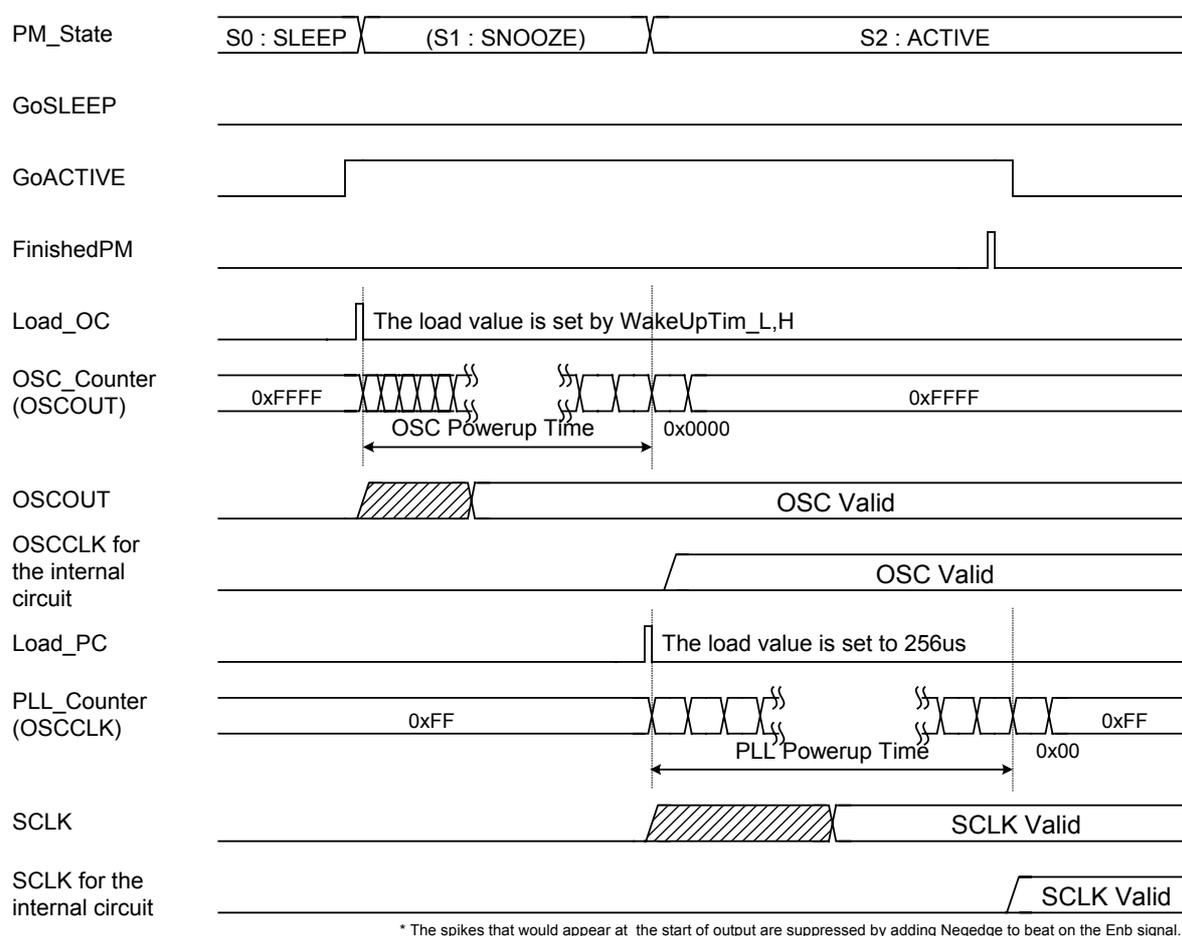 PM_State
S0 : SLEEP
(S1 : SNOOZE)
S2 : ACTIVE
GoSLEEP
GoACTIVE
FinishedPM
Load_OC
The load value is set by WakeUpTim_L,H
OSC_Counter
(OSCOUT)
0xFFFF
0xFFFF
OSC Powerup Time
0x0000
OSCOUT
OSC Valid
OSCCLK for
the internal
circuit
OSC Valid
Load_PC
The load value is set to 256us
PLL_Counter
(OSCCLK)
0xFF
0xFF
PLL Powerup Time
0x00
SCLK
SCLK Valid
SCLK for the
internal circuit
SCLK Valid
* The spikes that would appear at the start of output are suppressed by adding Negedge to beat on the Enb signal.